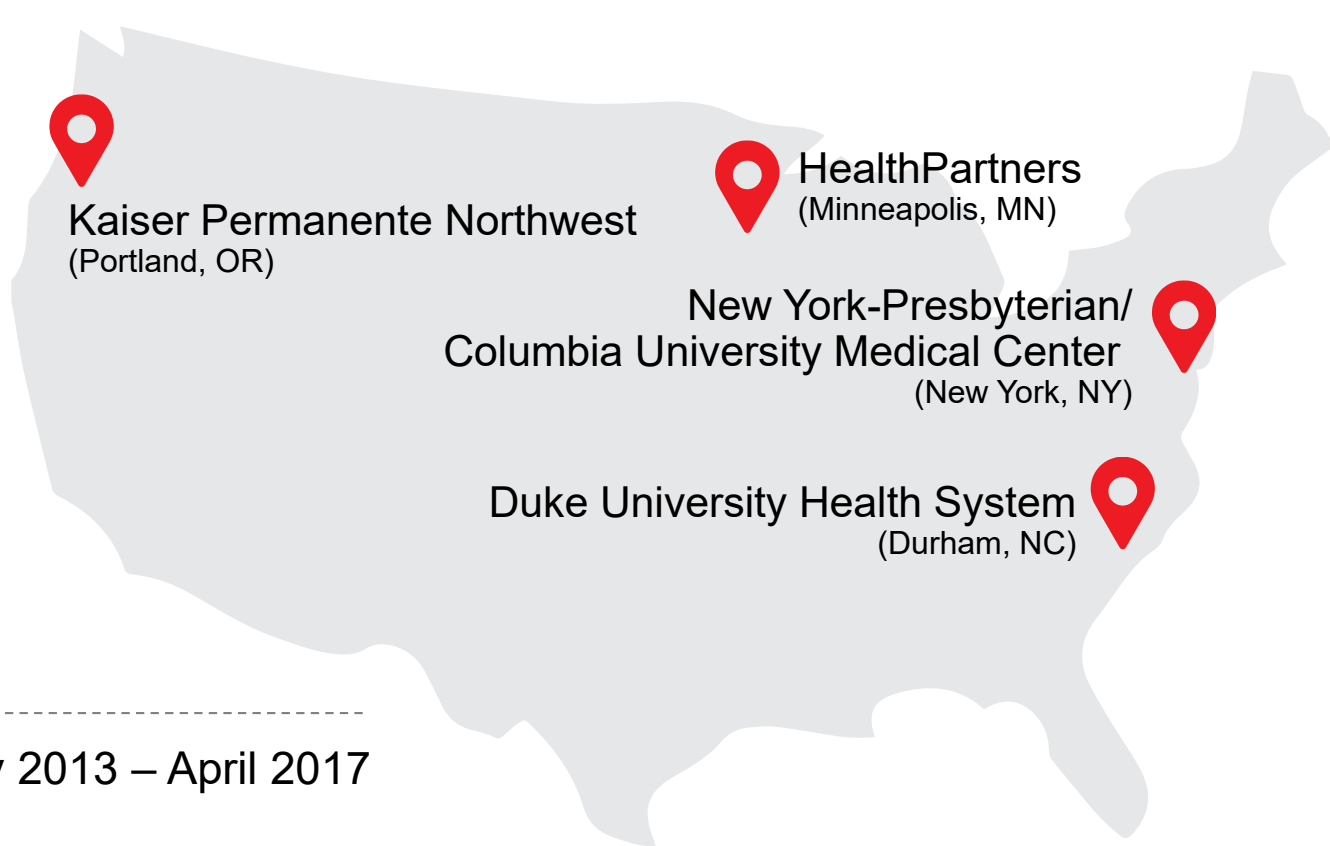 Kaiser Permanente Northwest
(Portland, OR)
HealthPartners
(Minneapolis, MN)
New York-Presbyterian/
Columbia University Medical Center
(New York, NY)
Duke University Health System
(Durham, NC)
2013 – April 2017